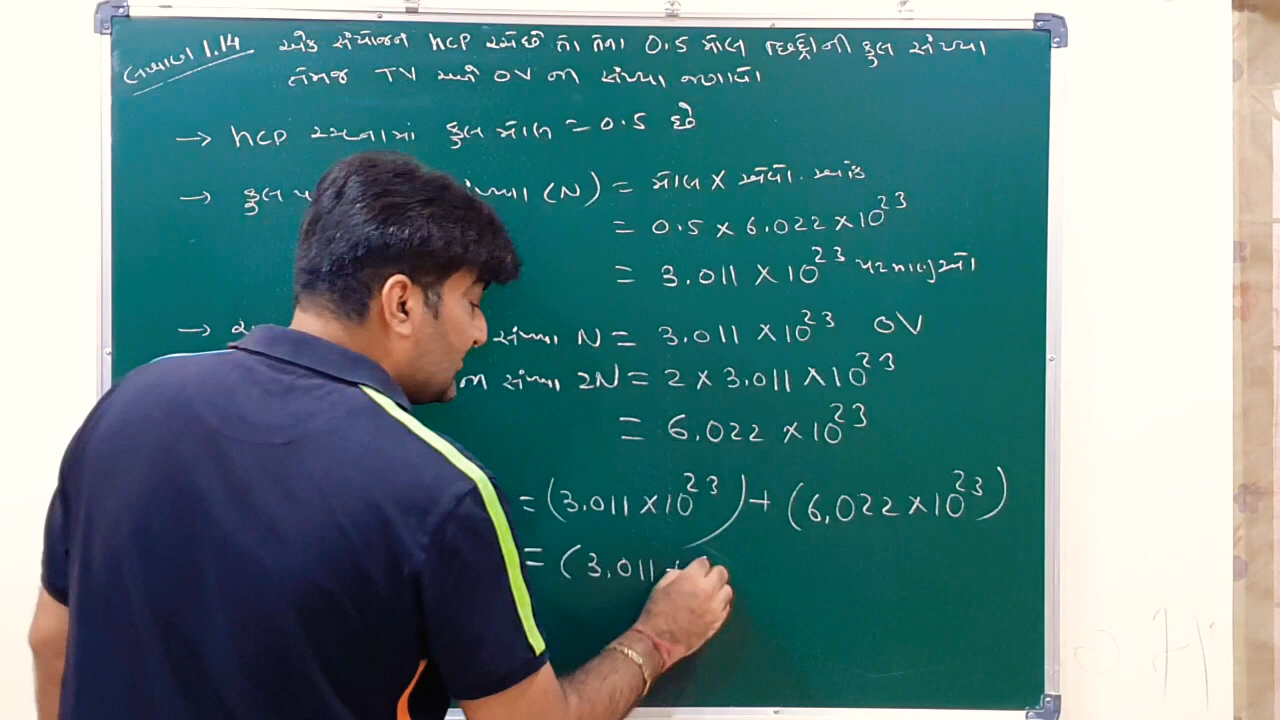 દાખલો 1.14 એક સંયોજન hcp રચે છે તો તેના 0.5 મોલ છિદ્રોની કુલ સંખ્યા
તેમજ TV અને OV ની સંખ્યા જણાવો
→ hcp રચનામાં કુલ મોલ = 0.5 છે
→ કુલ (N) = મોલ × એવો. અંક
= 0.5 × 6.022 × 10²³
= 3.011 × 10²³ પરમાણુઓ
→ સંખ્યા N = 3.011 × 10²³ OV
સંખ્યા 2N = 2 × 3.011 × 10²³
= 6.022 × 10²³
= (3.011 × 10²³) + (6.022 × 10²³)
= (3.011 +